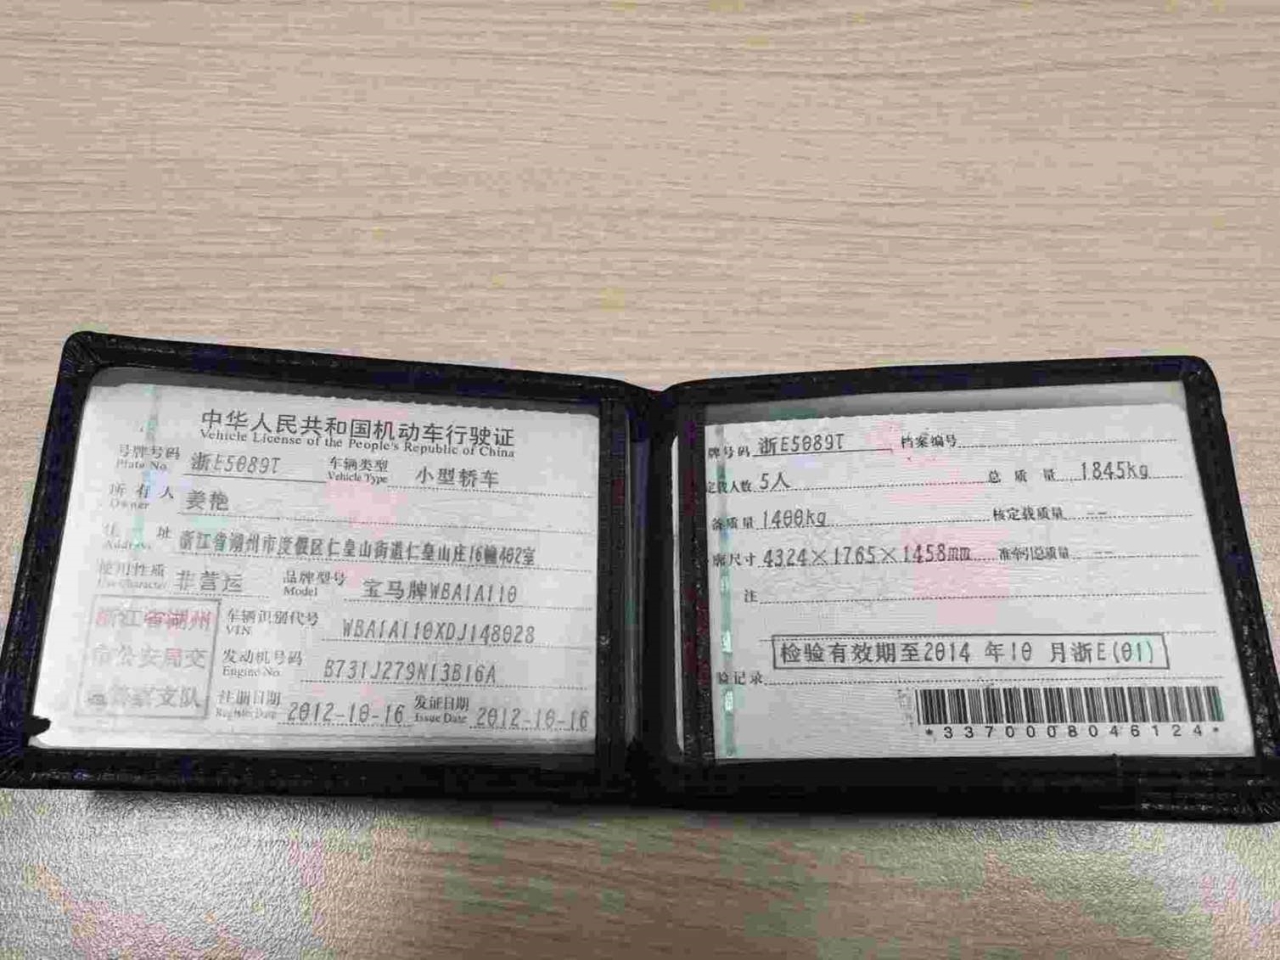 中华人民共和国机动车行驶证
Vehicle License of the People's Republic of China
号牌号码 浙E5089T 车辆类型 小型轿车
Plate No. Vehicle Type
所有人 姜艳
Owner
住址 浙江省湖州市度假区仁皇山街道仁皇山庄16幢402室
Address
使用性质 非营运 品牌型号 宝马牌WBA1A110
Use Character Model
浙江省湖州
市公安局交
警察支队
车辆识别代号 WBA1A110XDJ148028
VIN
发动机号码 B731J279N13B16A
Engine No.
注册日期 2012-10-16 发证日期 2012-10-16
Register Date Issue Date
牌号码 浙E5089T 档案编号
定载人数 5人 总质量 1845kg
备质量 1400kg 核定载质量 --
廓尺寸 4324×1765×1458mm 准牵引总质量 --
注
检验有效期至2014 年10 月浙E(01)
验记录
*3370008046124*